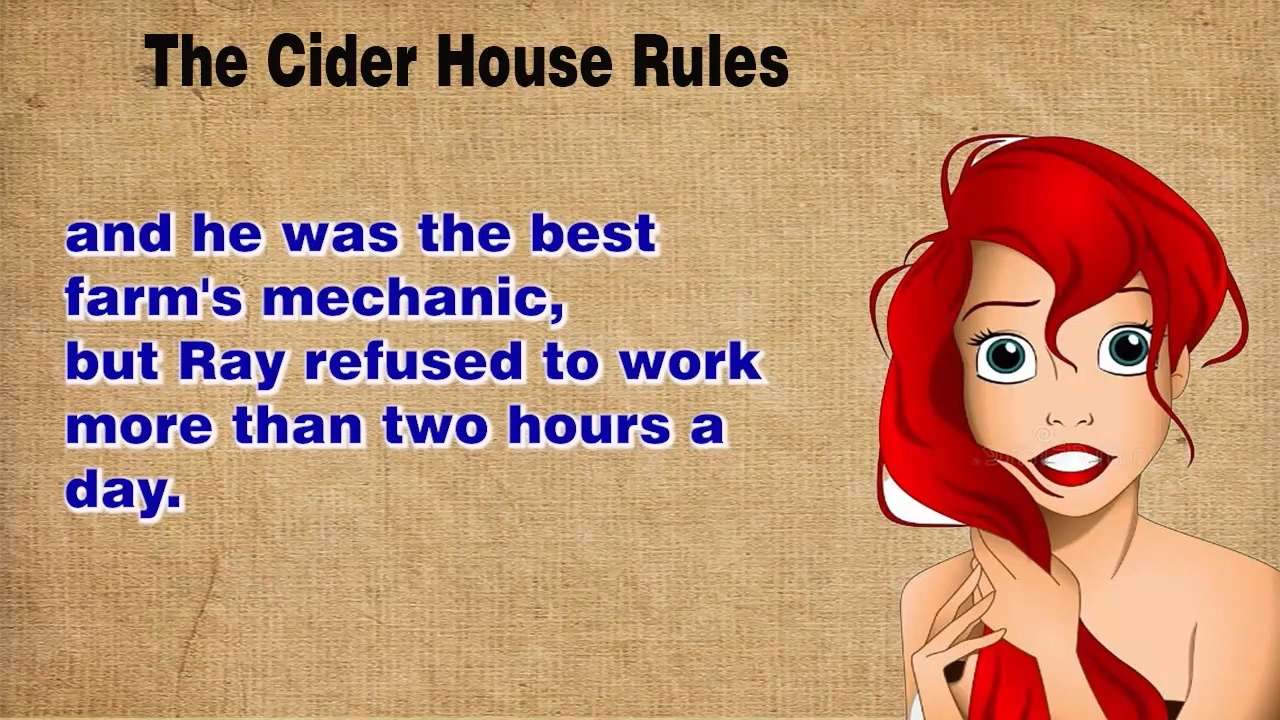 The Cider House Rules
and he was the best
farm's mechanic,
but Ray refused to work
more than two hours a
day.